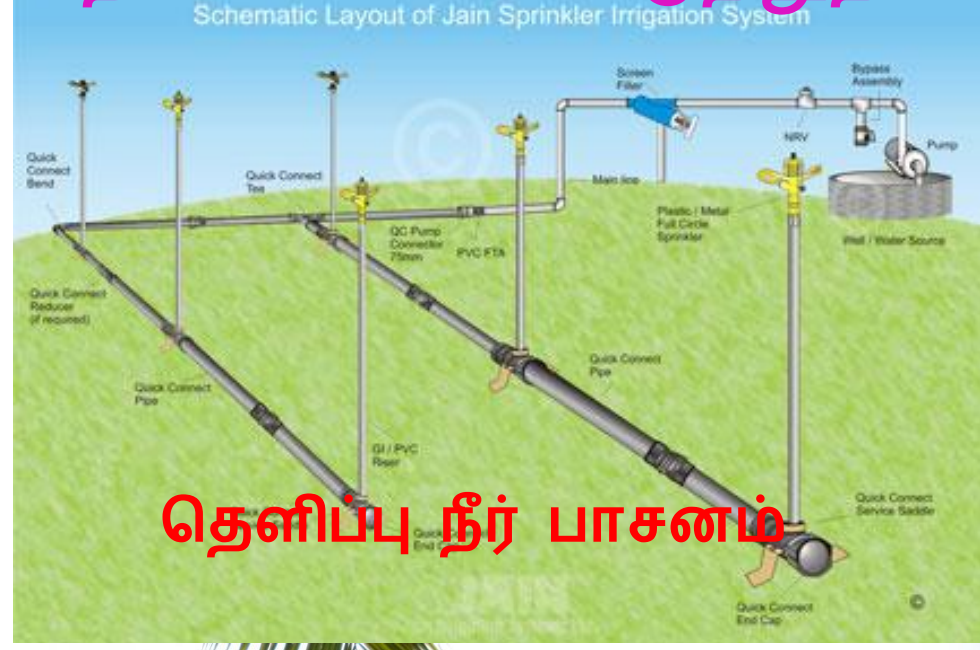 Schematic Layout of Jain Sprinkler Irrigation System
Screen
Filler
Bypass
Assembly
NRV
Pump
Quick
Connect
Bend
Quick Connect
Tee
Main line
Plastic / Metal
Full Circle
Sprinkler
QC Pump
Connector
75mm
PVC FTA
Well / Water Source
Quick Connect
Reducer
(if required)
Quick Connect
Pipe
Quick Connect
Pipe
GI / PVC
Riser
Quick Connect
Service Saddle
தெளிப்பு நீர் பாசனம்
Quick Connect
End Cap
©